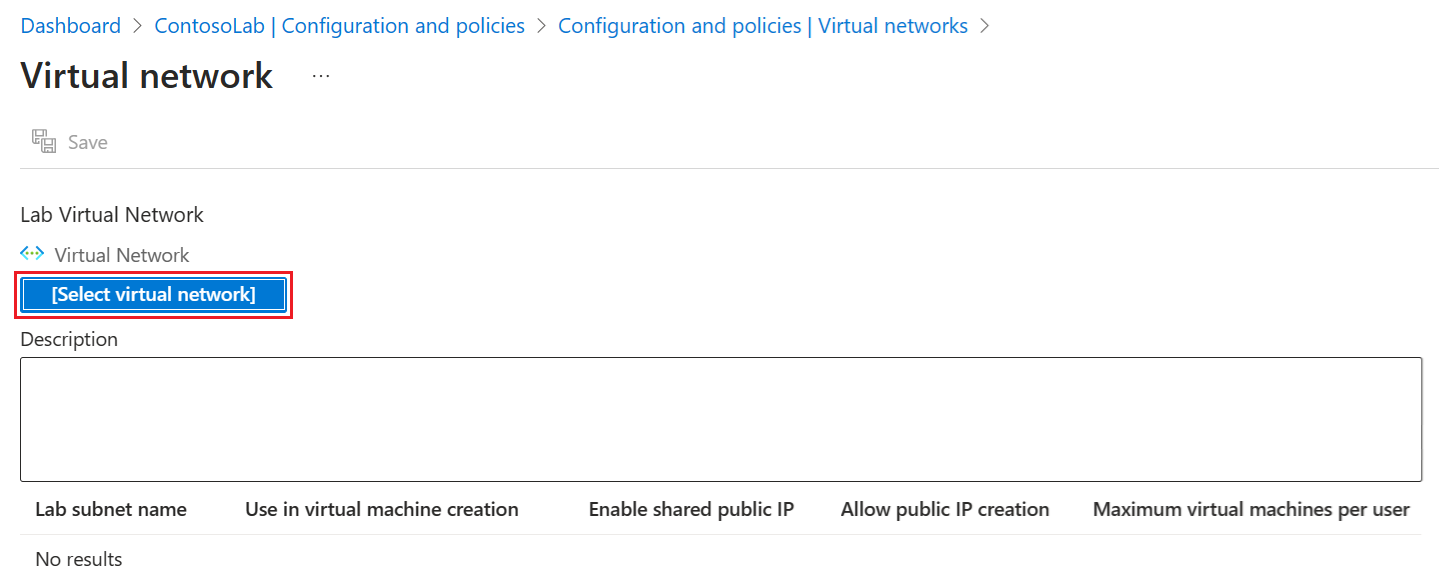 Dashboard > ContosoLab | Configuration and policies > Configuration and policies | Virtual networks >
Virtual network ...
Save
Lab Virtual Network
Virtual Network
[Select virtual network]
Description
Lab subnet name Use in virtual machine creation Enable shared public IP Allow public IP creation Maximum virtual machines per user
No results